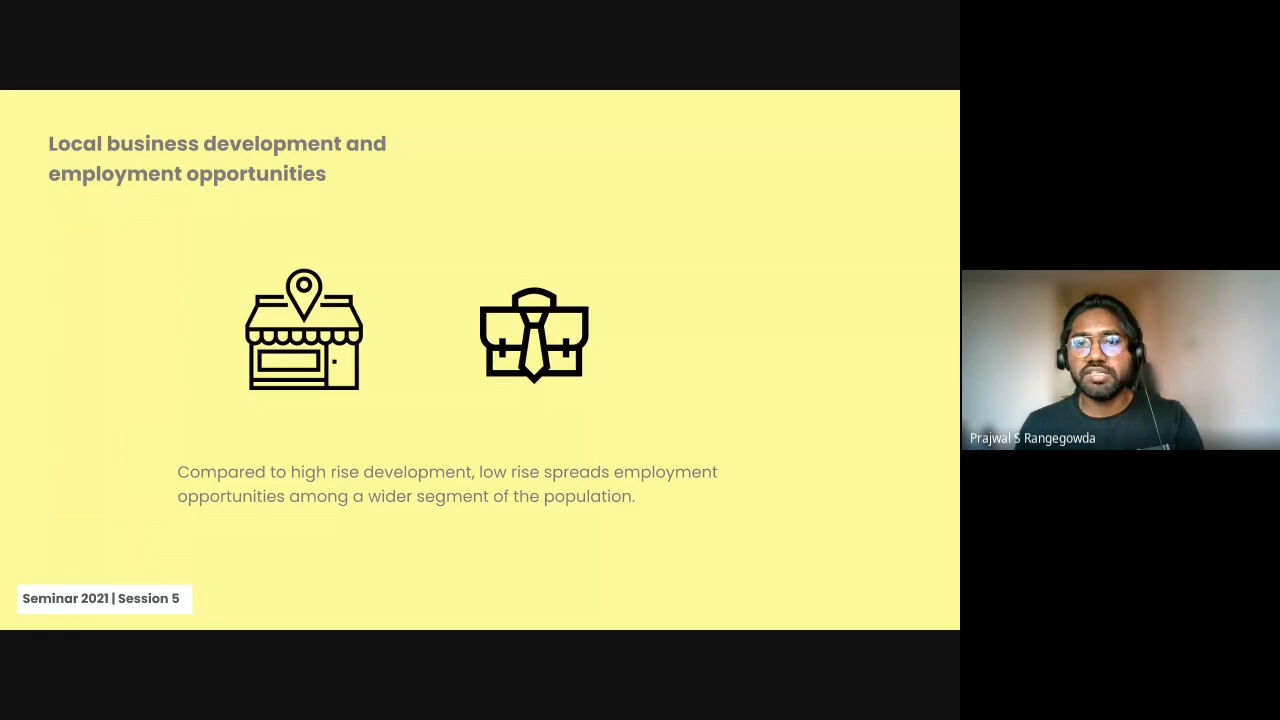 Local business development and
employment opportunities
Compared to high rise development, low rise spreads employment
opportunities among a wider segment of the population.
Seminar 2021 | Session 5
Prajwal S Rangegowda